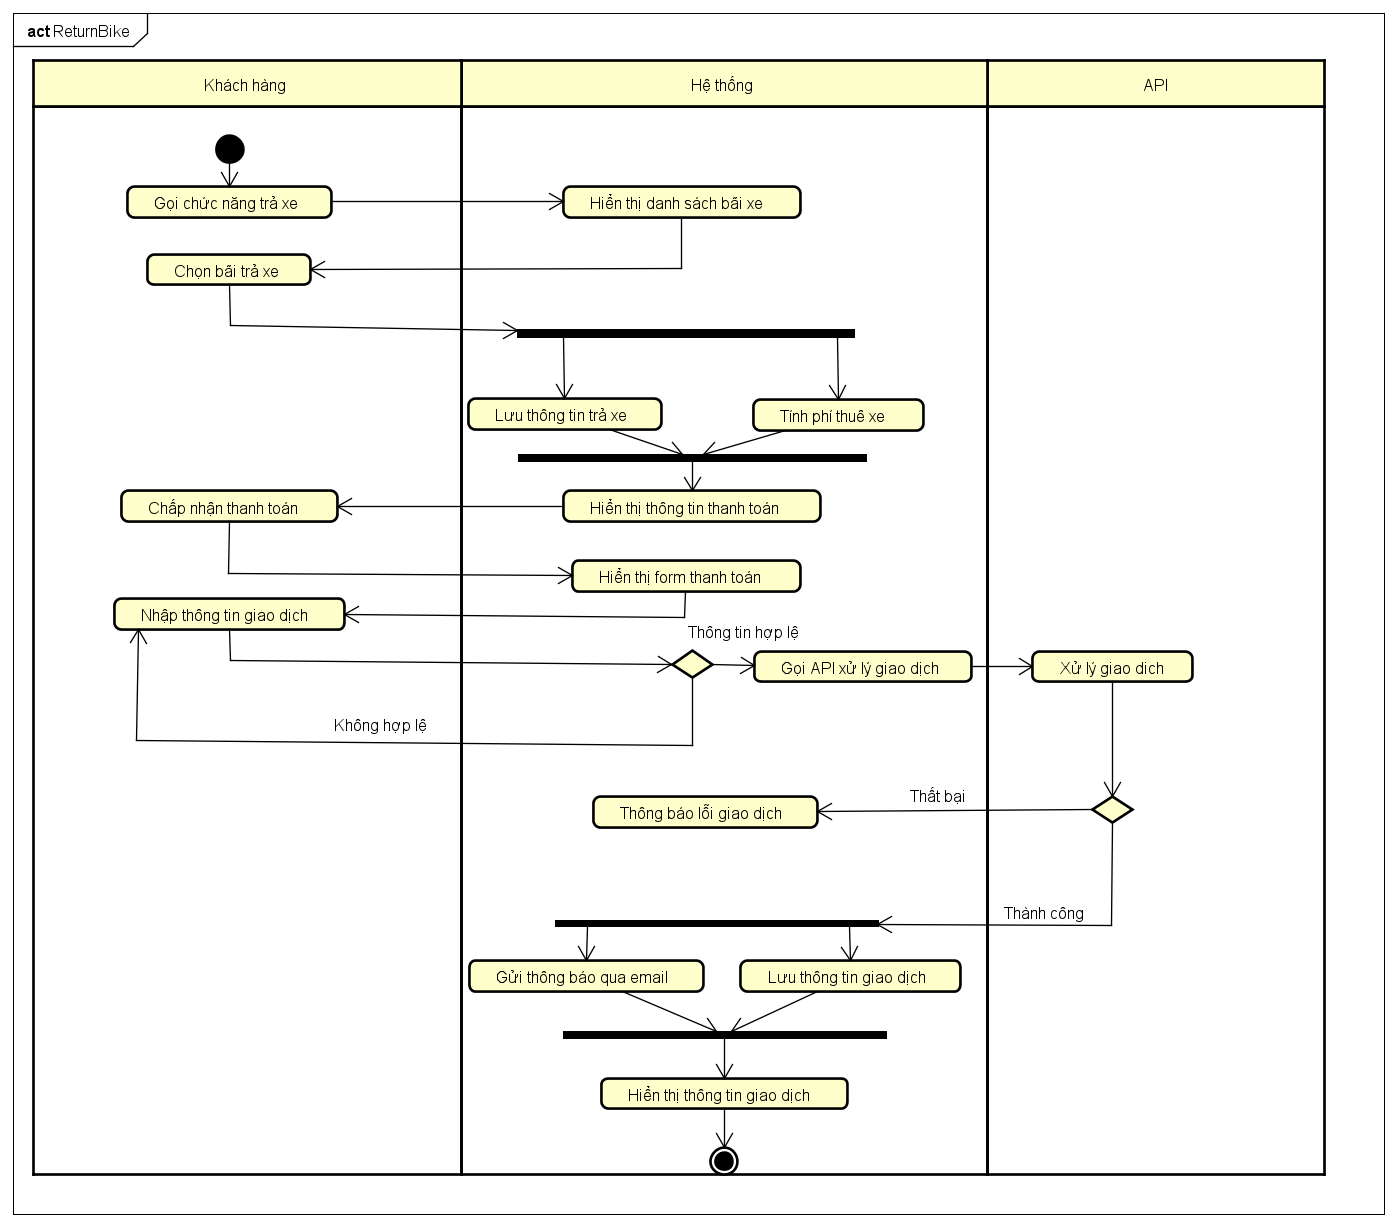 act ReturnBike
Khách hàng
Hệ thống
API
Gọi chức năng trả xe
Hiển thị danh sách bãi xe
Chọn bãi trả xe
Lưu thông tin trả xe
Tính phí thuê xe
Chấp nhận thanh toán
Hiển thị thông tin thanh toán
Hiển thị form thanh toán
Nhập thông tin giao dịch
Thông tin hợp lệ
Gọi API xử lý giao dịch
Xử lý giao dich
Không hợp lệ
Thất bại
Thông báo lỗi giao dịch
Thành công
Gửi thông báo qua email
Lưu thông tin giao dịch
Hiển thị thông tin giao dịch